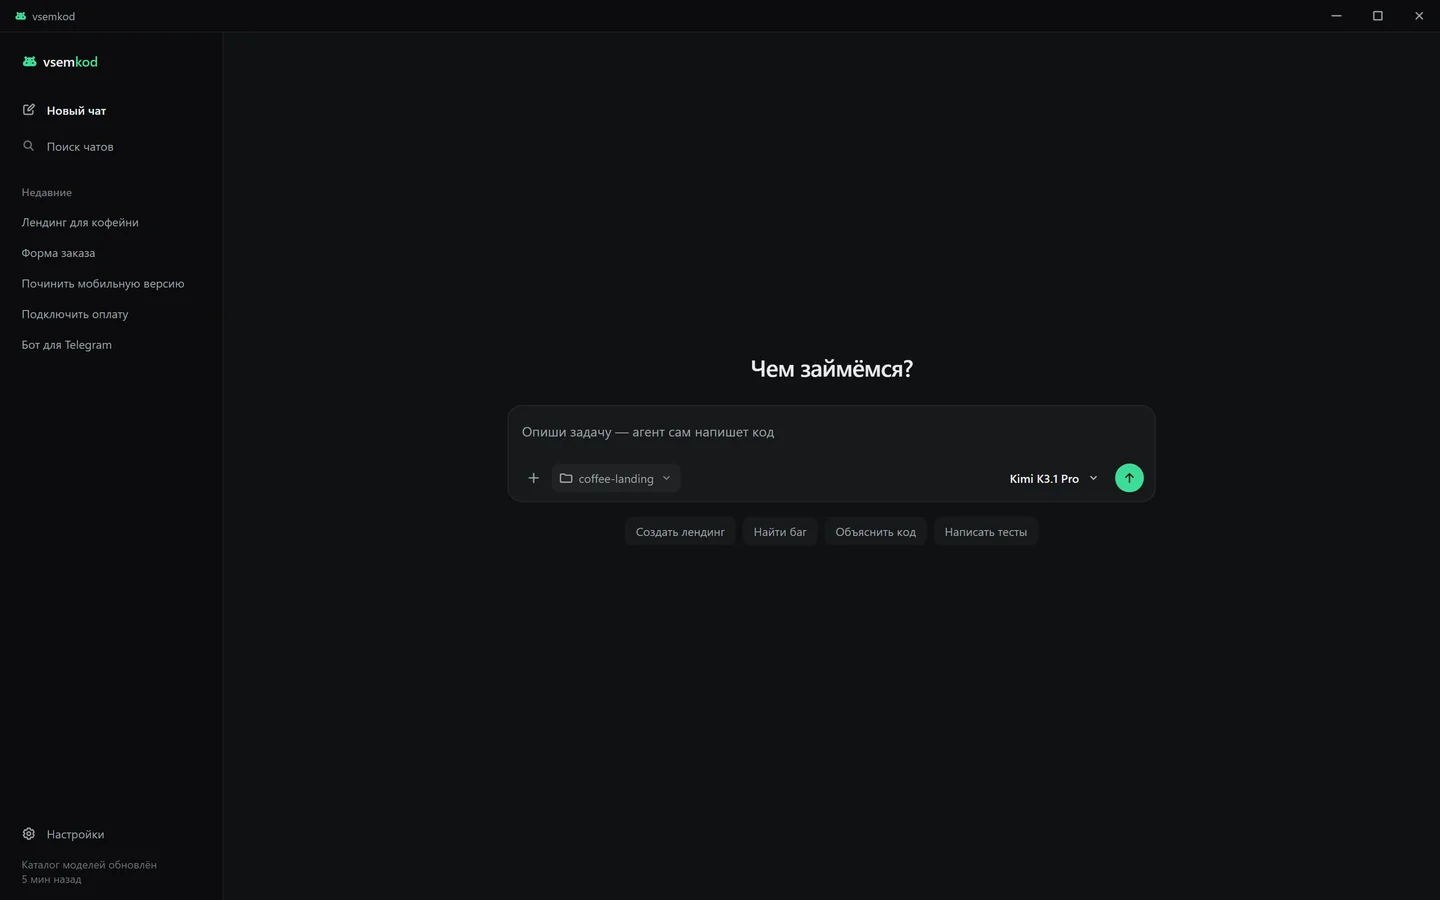 vsemkod
vsemkod
Новый чат
Поиск чатов
Недавние
Лендинг для кофейни
Форма заказа
Починить мобильную версию
Подключить оплату
Бот для Telegram
Чем займёмся?
Опиши задачу — агент сам напишет код
coffee-landing
Kimi K3.1 Pro
Создать лендинг
Найти баг
Объяснить код
Написать тесты
Настройки
Каталог моделей обновлён
5 мин назад